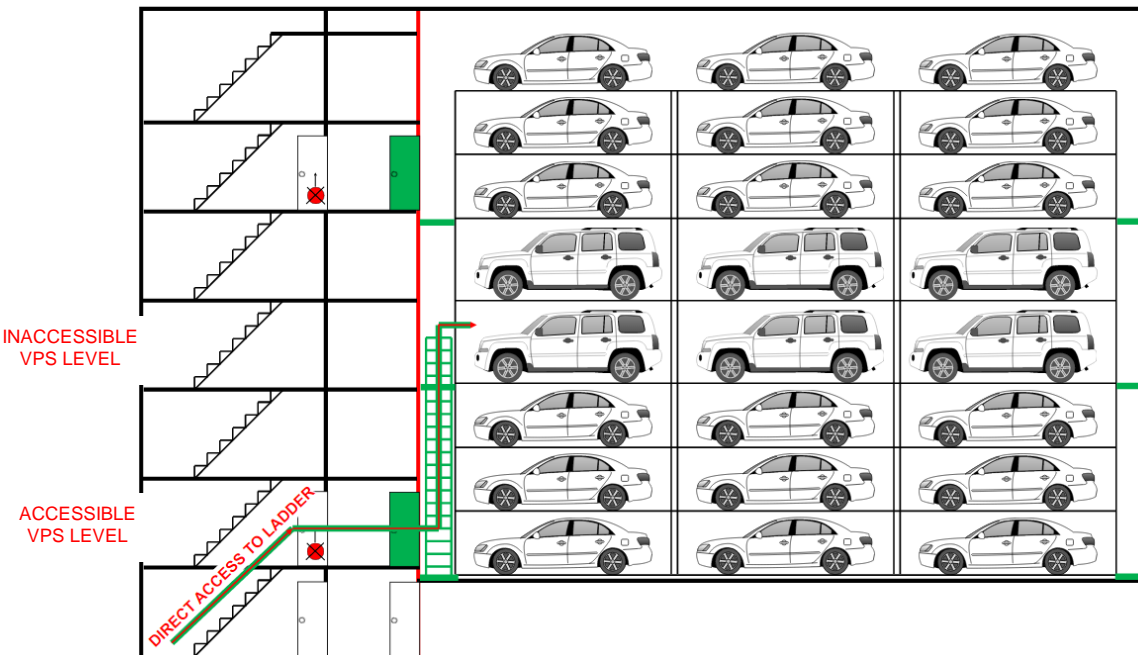 INACCESSIBLE
VPS LEVEL
ACCESSIBLE
VPS LEVEL
DIRECT ACCESS TO LADDER